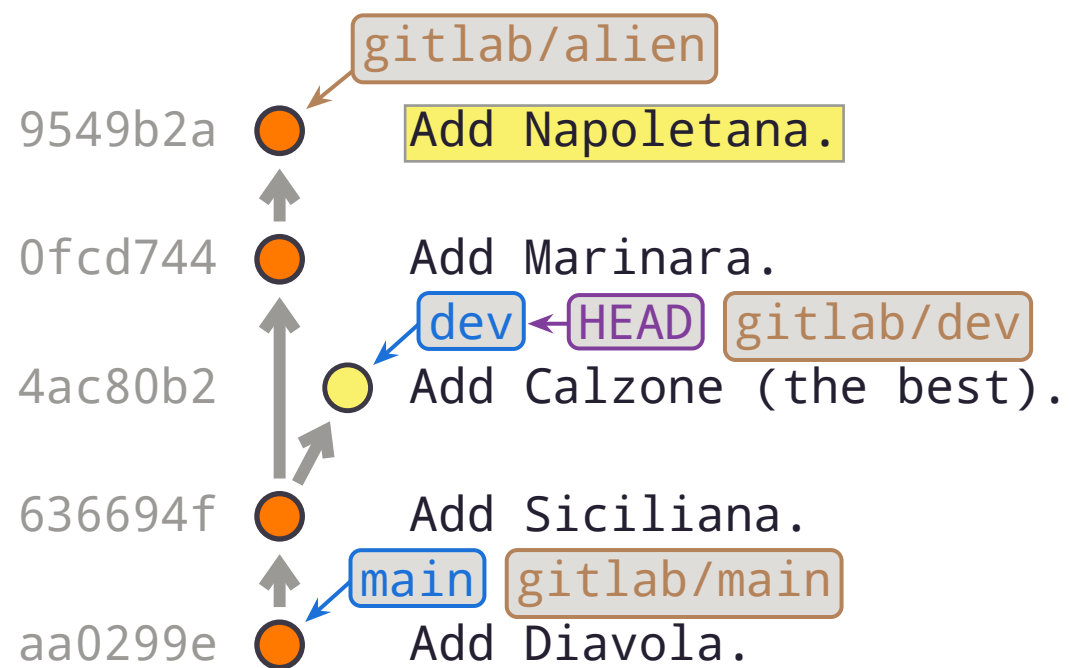 gitlab/alien
9549b2a Add Napoletana.
0fcd744 Add Marinara.
dev HEAD gitlab/dev
4ac80b2 Add Calzone (the best).
636694f Add Siciliana.
main gitlab/main
aa0299e Add Diavola.